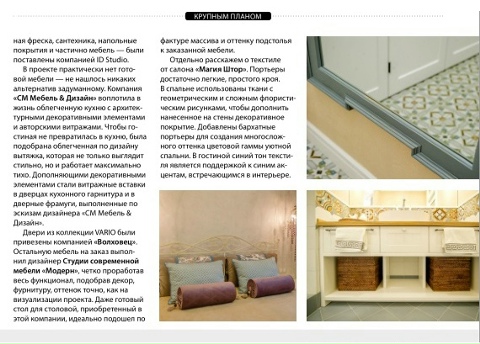 КРУПНЫМ ПЛАНОМ
ная фреска, сантехника, напольные
покрытия и частично мебель — были
поставлены компанией ID Studio.
В проекте практически нет гото-
вой мебели — не нашлось никаких
альтернатив задуманному. Компания
«СМ Мебель & Дизайн» воплотила в
жизнь облегченную кухню с архитек-
турными декоративными элементами
и авторскими витражами. Чтобы го-
стиная не превратилась в кухню, была
подобрана облегченная по дизайну
вытяжка, которая не только выглядит
стильно, но и работает максимально
тихо. Дополняющими декоративными
элементами стали витражные вставки
в дверцах кухонного гарнитура и в
дверные фрамуги, выполненные по
эскизам дизайнера «СМ Мебель &
Дизайн».
Двери из коллекции VARIO были
привезены компанией «Волховец».
Остальную мебель на заказ выпол-
нил дизайнер Студии современной
мебели «Модерн», четко проработав
весь функционал, подобрав декор,
фурнитуру, оттенок точно, как на
визуализации проекта. Даже готовый
стол для столовой, приобретенный в
этой компании, идеально подошел по
фактуре массива и оттенку подстолья
к заказанной мебели.
Отдельно расскажем о текстиле
от салона «Магия Штор». Портьеры
достаточно легкие, простого кроя.
В спальне использованы ткани с
геометрическим и сложным флористи-
ческим рисунками, чтобы дополнить
нанесенное на стены декоративное
покрытие. Добавлены бархатные
портьеры для создания многослож-
ного оттенка цветовой гаммы уютной
спальни. В гостиной синий тон тексти-
ля является поддержкой к синим ак-
центам, встречающимся в интерьере.